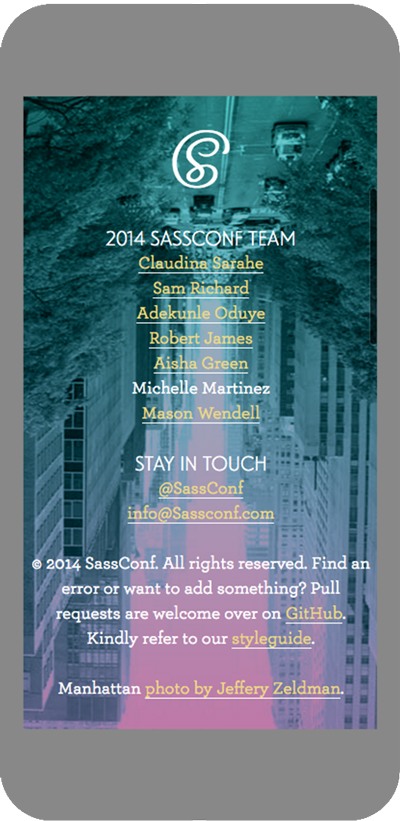 2014 SASSCONF TEAM
Claudina Sarahe
Sam Richard
Adekunle Oduye
Robert James
Aisha Green
Michelle Martinez
Mason Wendell
STAY IN TOUCH
@SassConf
info@Sassconf.com
© 2014 SassConf. All rights reserved. Find an
error or want to add something? Pull
requests are welcome over on GitHub.
Kindly refer to our styleguide.
Manhattan photo by Jeffery Zeldman.